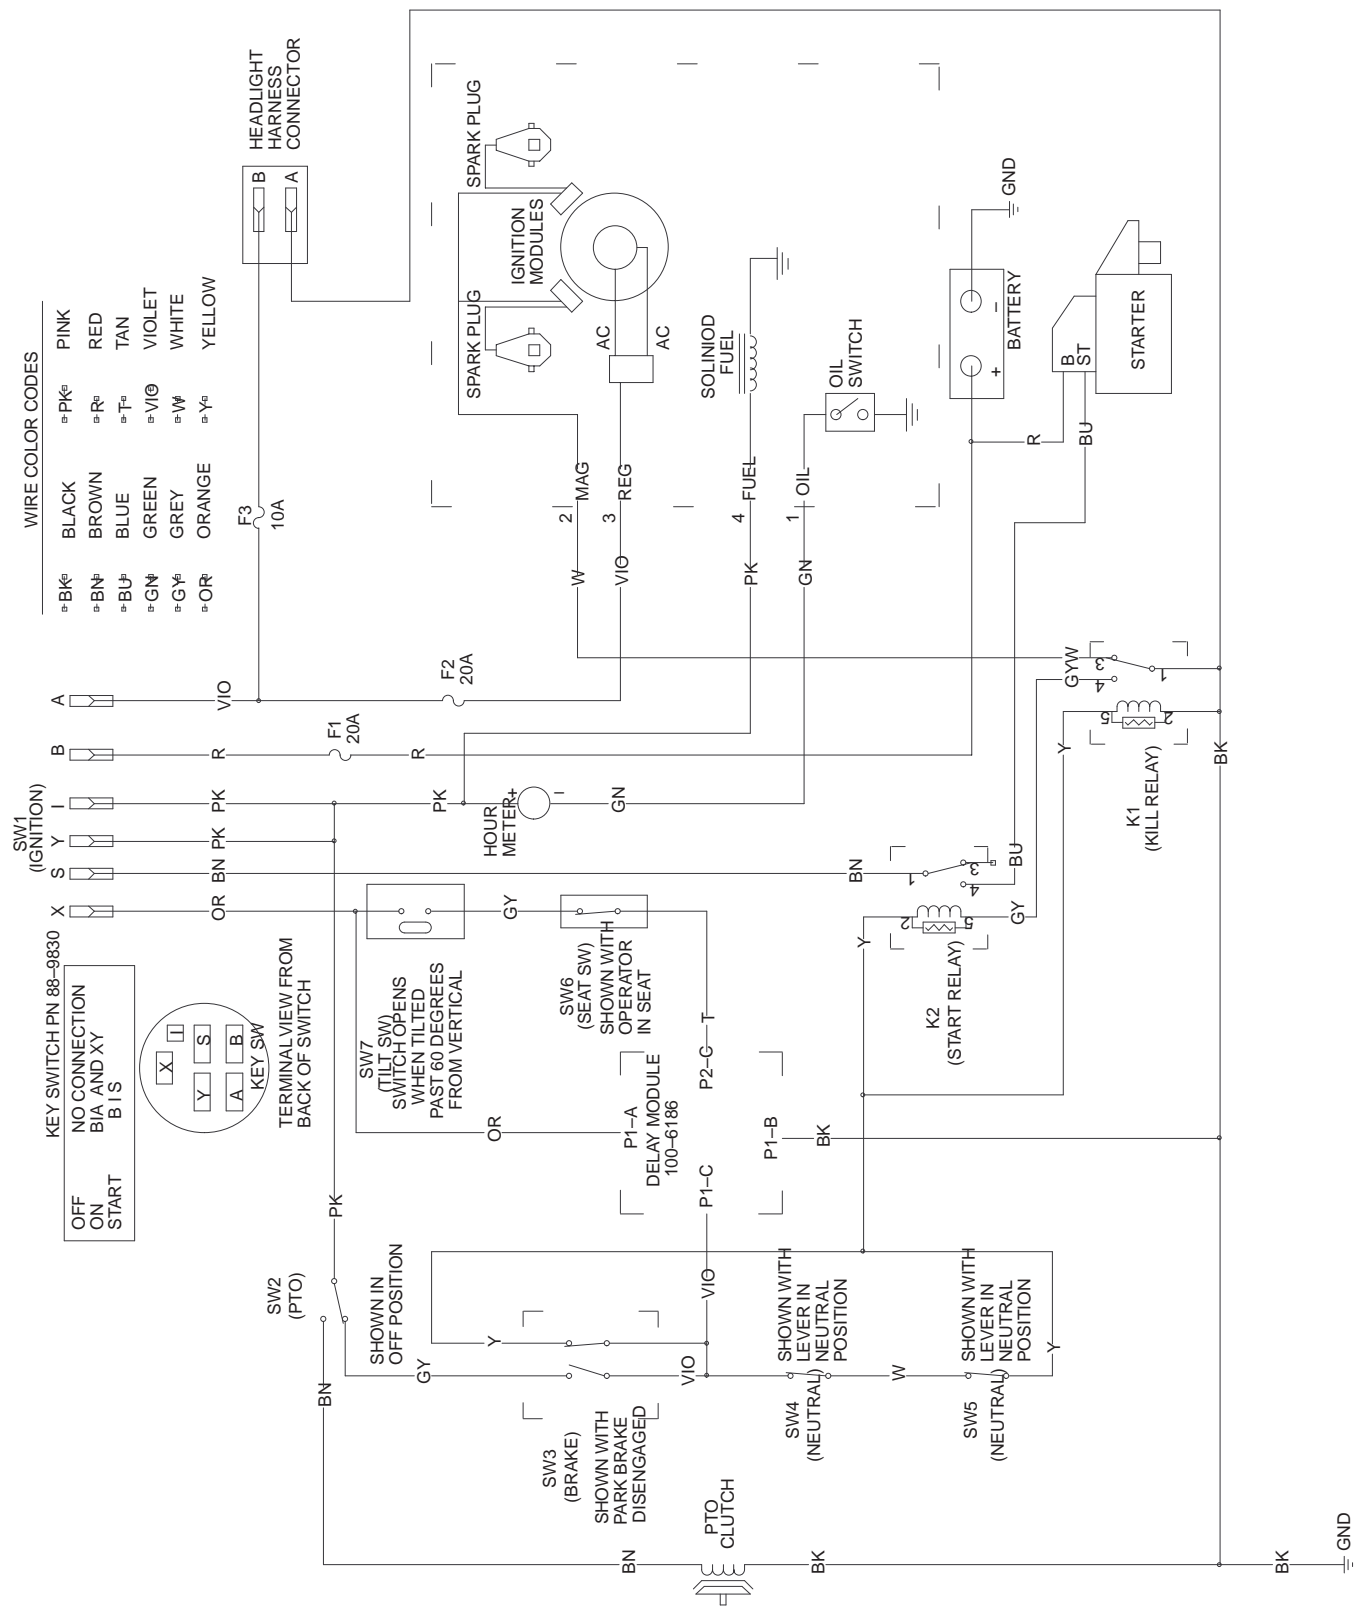 WIRE COLOR CODES
BK BLACK PK PINK
BN BROWN R RED
BU BLUE T TAN
GN GREEN VIO VIOLET
GY GREY W WHITE
OR ORANGE Y YELLOW
HEADLIGHT
HARNESS
CONNECTOR
B
A
F3
10A
SW1
(IGNITION)
A
B
I
Y
S
X
VIO
F2
20A
R
F1
20A
R
PK
PK
PK
BN
OR
HOUR
METER
+
–
GN
BN
SPARK PLUG
SPARK PLUG
IGNITION
MODULES
AC
AC
MAG
REG
FUEL
OIL
2
3
4
1
W
VIO
PK
GN
SOLINIOD
FUEL
OIL
SWITCH
GND
BATTERY
+
–
B
ST
STARTER
R
BU
GY
W
3
4
1
5
2
Y
BK
K1
(KILL RELAY)
BU
1
3
4
2
5
GY
Y
K2
(START RELAY)
KEY SWITCH PN 88–9830
OFF NO CONNECTION
ON BIA AND XY
START B I S
X
I
Y
S
A
B
KEY SW
TERMINAL VIEW FROM
BACK OF SWITCH
SW7
(TILT SW)
SWITCH OPENS
WHEN TILTED
PAST 60 DEGREES
FROM VERTICAL
GY
SW6
(SEAT SW)
SHOWN WITH
OPERATOR
IN SEAT
T
OR
P1–A
P2–C
DELAY MODULE
100–6186
P1–C
P1–B
BK
PK
SW2
(PTO)
SHOWN IN
OFF POSITION
BN
GY
Y
VIO
VIO
SW3
(BRAKE)
SHOWN WITH
PARK BRAKE
DISENGAGED
SHOWN WITH
LEVER IN
NEUTRAL
POSITION
SW4
(NEUTRAL)
W
SHOWN WITH
LEVER IN
NEUTRAL
POSITION
SW5
(NEUTRAL)
Y
BN
PTO
CLUTCH
BK
BK
GND